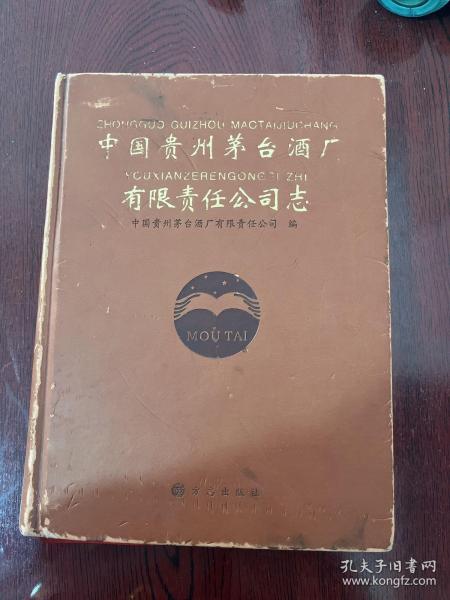 ZHONGGUO GUIZHOU MAOTAIJIUCHANG
中国贵州茅台酒厂
YOUXIANZERENGONGSI ZHI
有限责任公司志
中国贵州茅台酒厂有限责任公司 编
MOU TAI
方志出版社
孔夫子旧书网
www.kongfz.com